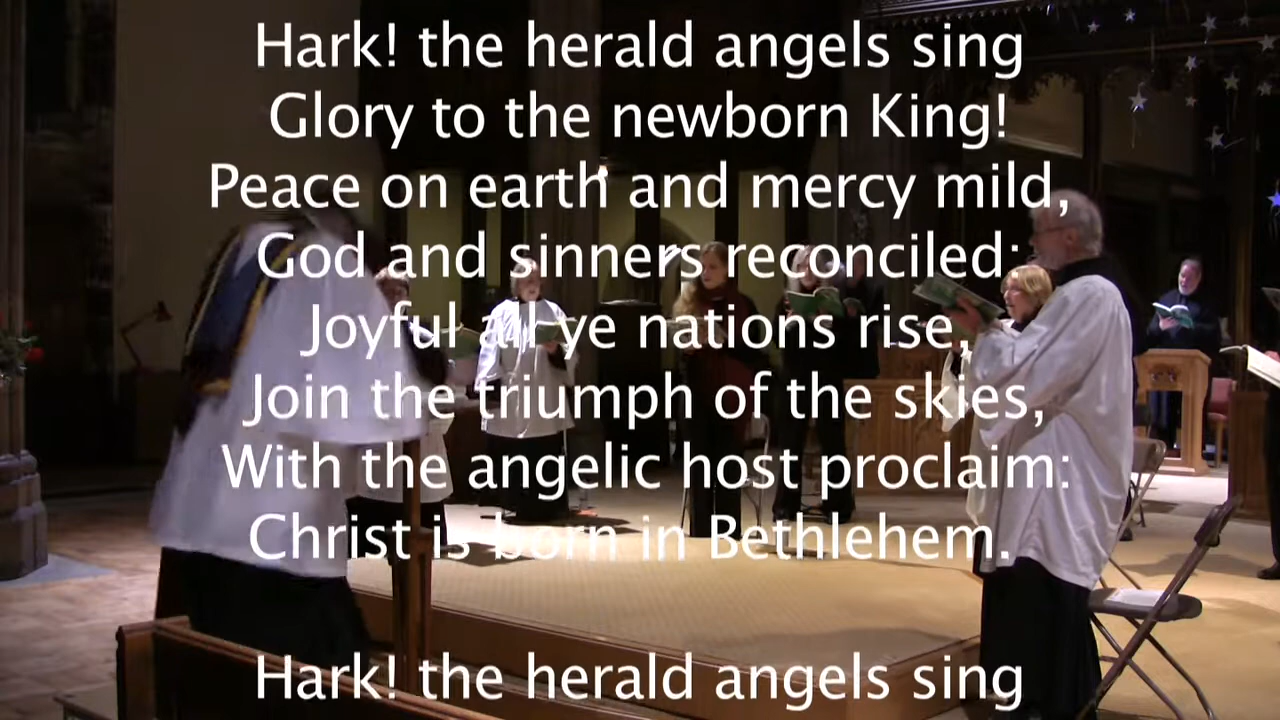 Hark! the herald angels sing
Glory to the newborn King!
Peace on earth and mercy mild,
God and sinners reconciled:
Joyful all ye nations rise,
Join the triumph of the skies,
With the angelic host proclaim:
Christ is born in Bethlehem.
Hark! the herald angels sing